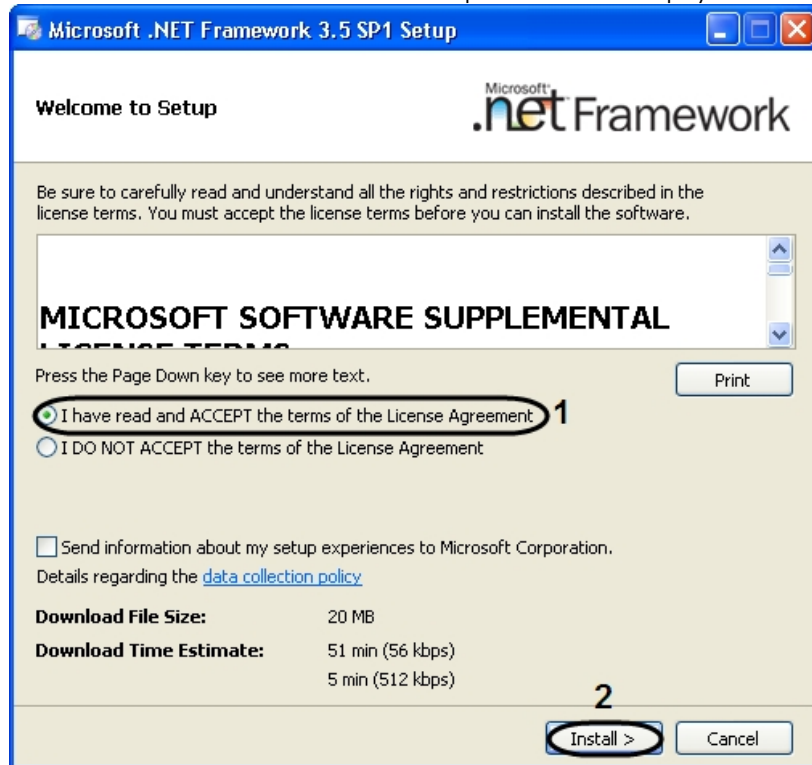 Microsoft .NET Framework 3.5 SP1 Setup
Welcome to Setup
Microsoft
.net Framework
Be sure to carefully read and understand all the rights and restrictions described in the
license terms. You must accept the license terms before you can install the software.
MICROSOFT SOFTWARE SUPPLEMENTAL
LICENSE TERMS
Press the Page Down key to see more text.
Print
I have read and ACCEPT the terms of the License Agreement 1
I DO NOT ACCEPT the terms of the License Agreement
Send information about my setup experiences to Microsoft Corporation.
Details regarding the data collection policy
Download File Size: 20 MB
Download Time Estimate: 51 min (56 kbps)
5 min (512 kbps)
2
Install > Cancel